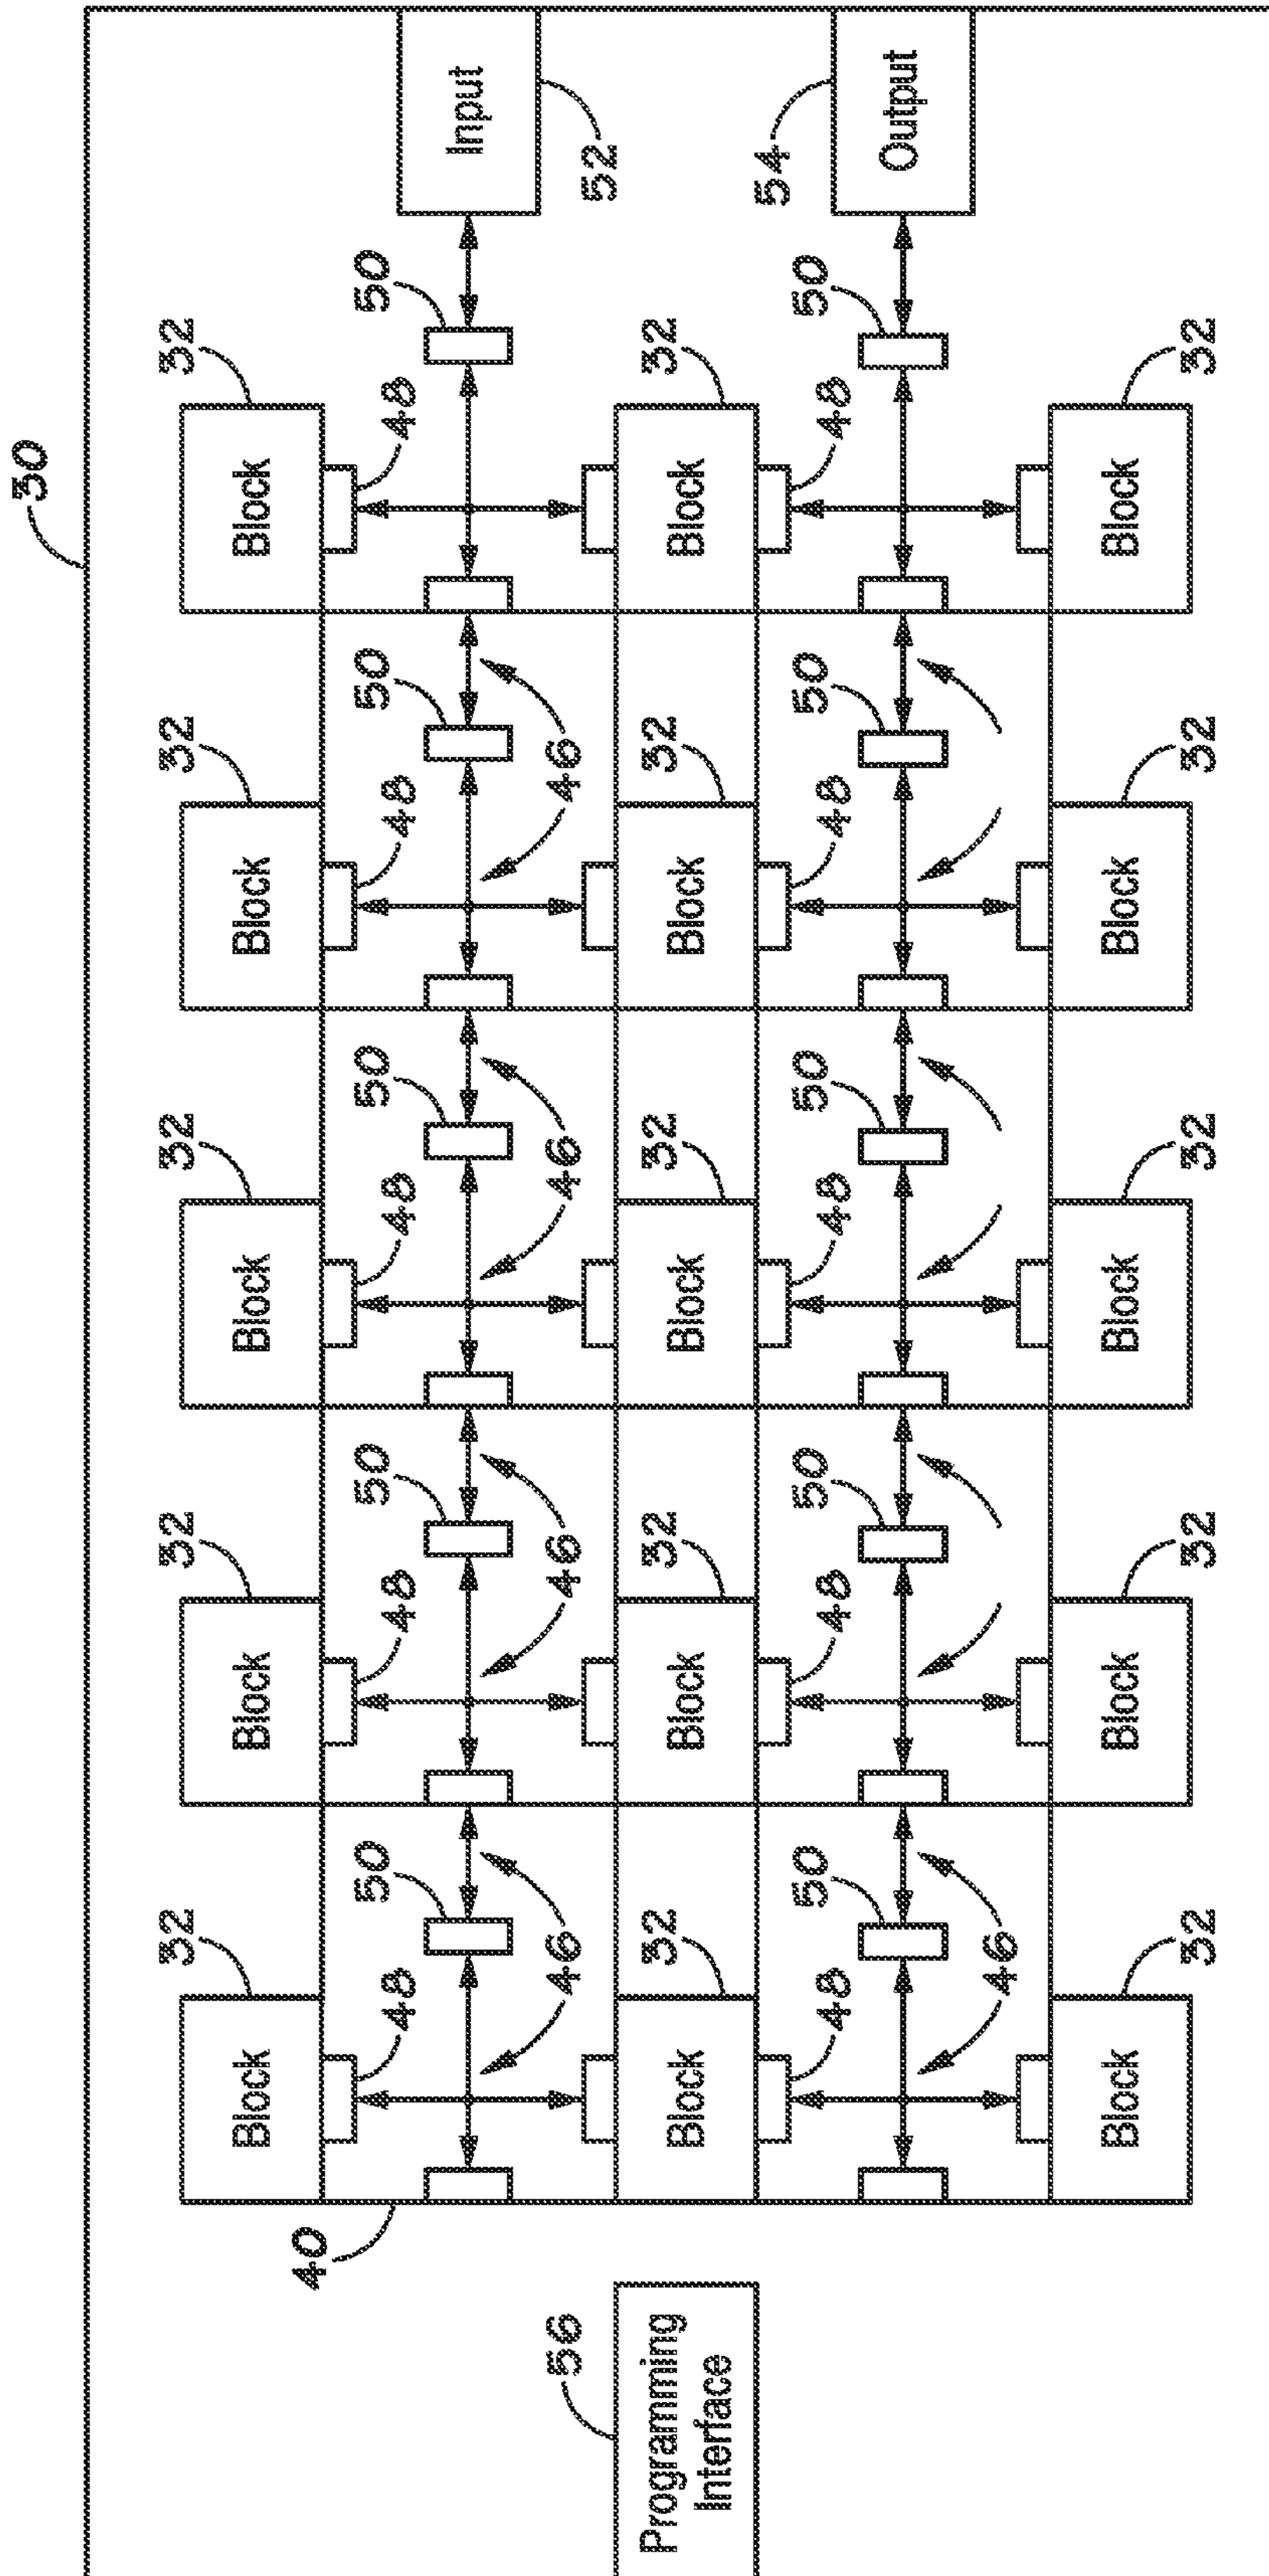 30
32 32 32 32 32
Block Block Block Block Block
40
50 50 50 50 50
48 48 48 48 48
Input
56 46 46 46 46 52
32 32 32 32 32
Programming
Interface
Block Block Block Block Block
54
50 50 50 50 50
48 48 48 48 48
Output
46
Block Block Block Block Block
32 32 32 32 32